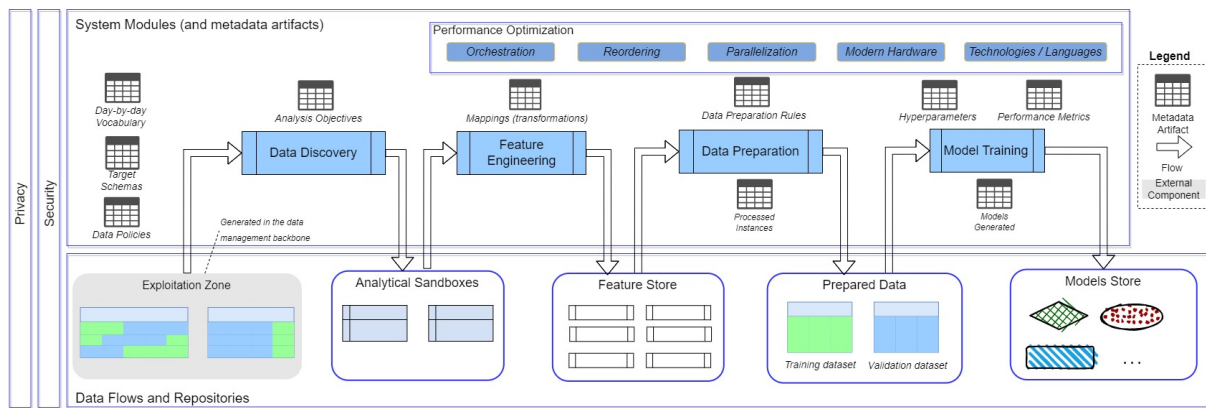 System Modules (and metadata artifacts)
Performance Optimization
Orchestration
Reordering
Parallelization
Modern Hardware
Technologies / Languages
Legend
Metadata
Artifact
Flow
External
Component
Privacy
Security
Day-by-day
Vocabulary
Target
Schemas
Data Policies
Analysis Objectives
Data Discovery
Mappings (transformations)
Feature
Engineering
Data Preparation Rules
Data Preparation
Processed
Instances
Hyperparameters
Performance Metrics
Model Training
Models
Generated
Generated in the data
management backbone
Exploitation Zone
Analytical Sandboxes
Feature Store
Prepared Data
Training dataset
Validation dataset
Models Store
...
Data Flows and Repositories